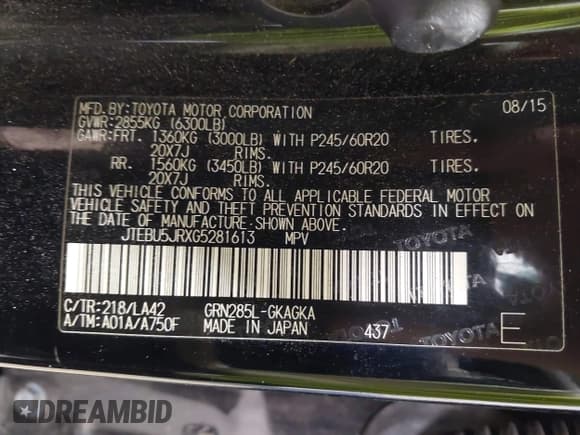 MFD.BY:TOYOTA MOTOR CORPORATION 08/15
GVWR:2855KG (6300LB)
GAWR:FRT. 1360KG (3000LB) WITH P245/60R20 TIRES.
20X7J RIMS.
RR. 1560KG (3450LB) WITH P245/60R20 TIRES.
20X7J RIMS.
THIS VEHICLE CONFORMS TO ALL APPLICABLE FEDERAL MOTOR
VEHICLE SAFETY AND THEFT PREVENTION STANDARDS IN EFFECT ON
THE DATE OF MANUFACTURE SHOWN ABOVE.
JTEBU5JRXG5281613 MPV
C/TR:218/LA42 GRN285L-GKAGKA
A/TM:A01A/A750F MADE IN JAPAN 437 E
DREAMBID